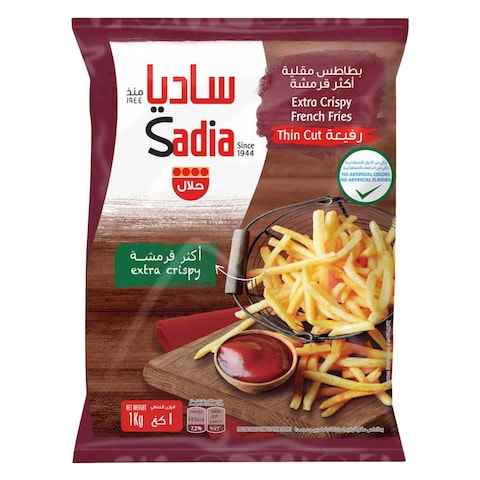 ساديا
منذ
١٩٤٤
Sadia
Since
1944
حلال
بطاطس مقلية
أكثر قرمشة
Extra Crispy
French Fries
Thin Cut رفيعة
NO ARTIFICIAL COLORS
NO ARTIFICIAL FLAVORS
أكثر قرمشة
extra crispy
NET WEIGHT
1Kg
الوزن الصافي
١ كغ